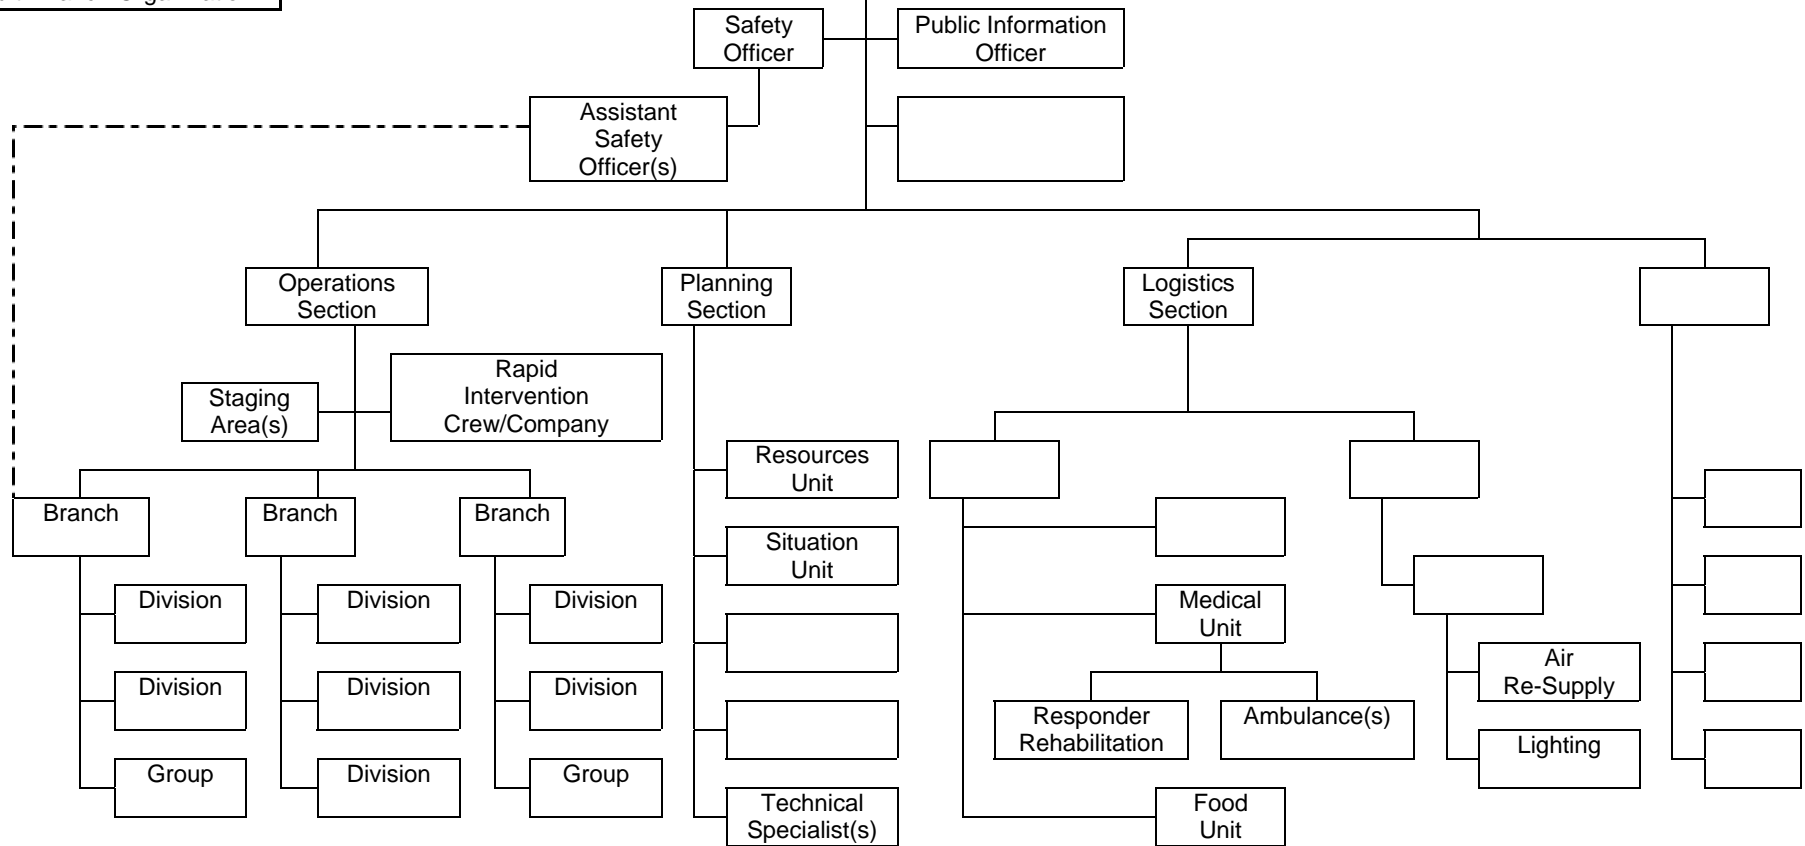 Safety
Officer
Public Information
Officer
Assistant
Safety
Officer(s)
Operations
Section
Planning
Section
Logistics
Section
Staging
Area(s)
Rapid
Intervention
Crew/Company
Resources
Unit
Branch
Branch
Branch
Situation
Unit
Division
Division
Division
Medical
Unit
Division
Division
Division
Air
Re-Supply
Responder
Rehabilitation
Ambulance(s)
Group
Division
Group
Lighting
Technical
Specialist(s)
Food
Unit